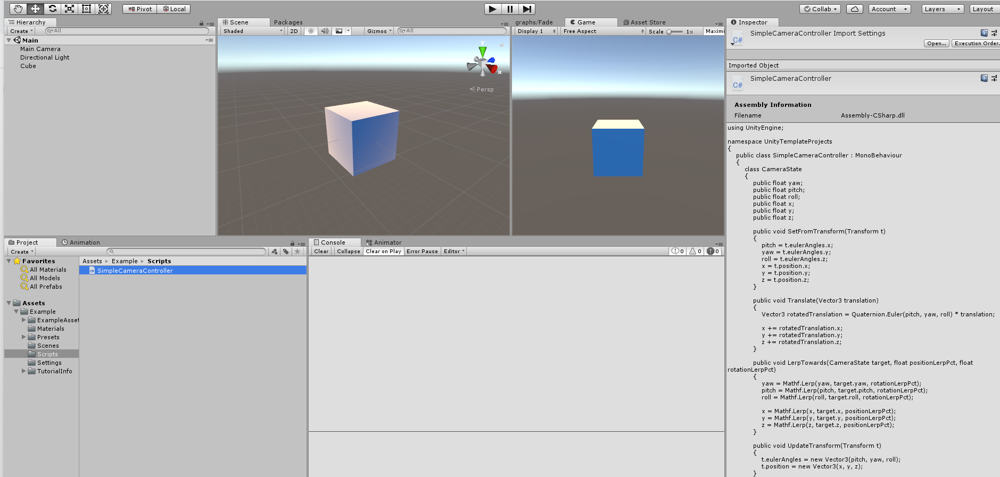 Pivot Local Collab Account Layers Layout
Hierarchy
Create All
Main
Main Camera
Directional Light
Cube
Scene Packages
Shaded 2D Gizmos All
y
x
Persp
graphs/Fade Game Asset Store
Display 1 Free Aspect Scale 1x Maximi
Project Animation
Create
Favorites
All Materials
All Models
All Prefabs
Assets
Example
ExampleAsset
Materials
Presets
Scenes
Scripts
Settings
TutorialInfo
Assets Example Scripts
C# SimpleCameraController
Console Animator
Clear Collapse Clear on Play Error Pause Editor 0 0 0
Inspector
C# SimpleCameraController Import Settings
Open... Execution Order.
Imported Object
C# SimpleCameraController
Assembly Information
Filename Assembly-CSharp.dll
using UnityEngine;
namespace UnityTemplateProjects
{
public class SimpleCameraController : MonoBehaviour
{
class CameraState
{
public float yaw;
public float pitch;
public float roll;
public float x;
public float y;
public float z;
public void SetFromTransform(Transform t)
{
pitch = t.eulerAngles.x;
yaw = t.eulerAngles.y;
roll = t.eulerAngles.z;
x = t.position.x;
y = t.position.y;
z = t.position.z;
}
public void Translate(Vector3 translation)
{
Vector3 rotatedTranslation = Quaternion.Euler(pitch, yaw, roll) * translation;
x += rotatedTranslation.x;
y += rotatedTranslation.y;
z += rotatedTranslation.z;
}
public void LerpTowards(CameraState target, float positionLerpPct, float
rotationLerpPct)
{
yaw = Mathf.Lerp(yaw, target.yaw, rotationLerpPct);
pitch = Mathf.Lerp(pitch, target.pitch, rotationLerpPct);
roll = Mathf.Lerp(roll, target.roll, rotationLerpPct);
x = Mathf.Lerp(x, target.x, positionLerpPct);
y = Mathf.Lerp(y, target.y, positionLerpPct);
z = Mathf.Lerp(z, target.z, positionLerpPct);
}
public void UpdateTransform(Transform t)
{
t.eulerAngles = new Vector3(pitch, yaw, roll);
t.position = new Vector3(x, y, z);
}